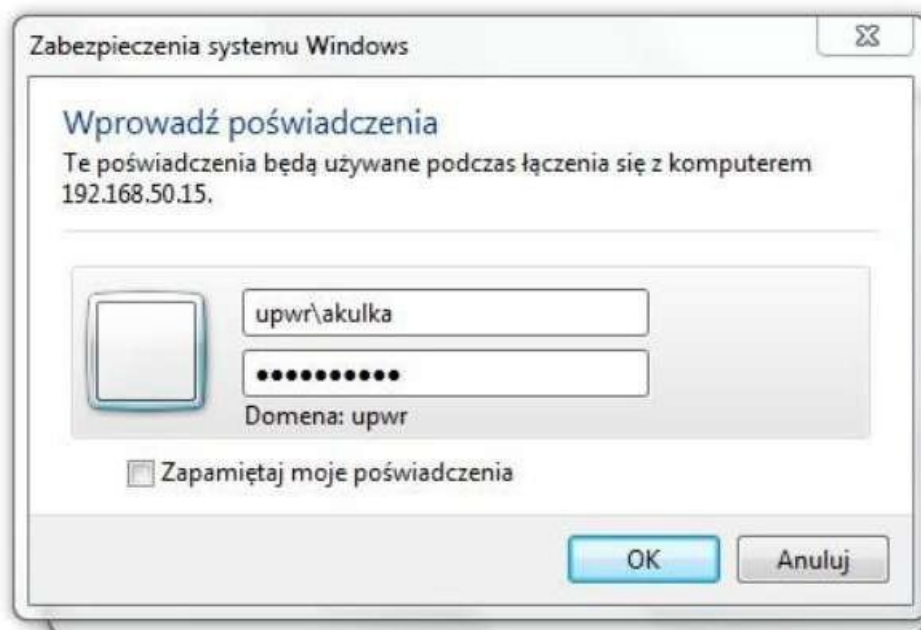 Zabezpieczenia systemu Windows
Wprowadź poświadczenia
Te poświadczenia będą używane podczas łączenia się z komputerem
192.168.50.15.
upwr\akulka
●●●●●●●●●●
Domena: upwr
Zapamiętaj moje poświadczenia
OK
Anuluj